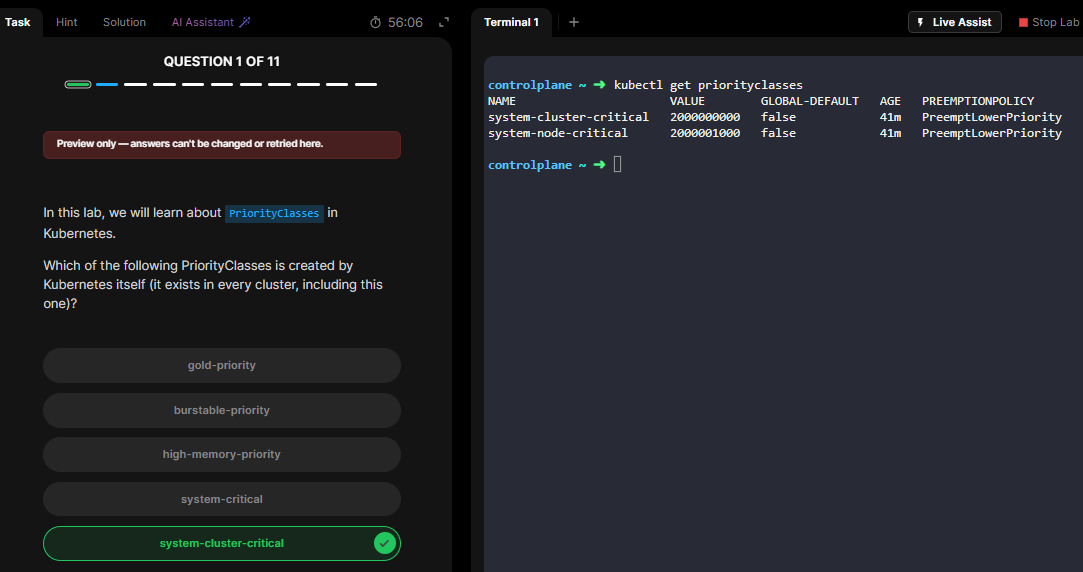 Task Hint Solution AI Assistant 56:06
QUESTION 1 OF 11
Preview only — answers can't be changed or retried here.
In this lab, we will learn about PriorityClasses in
Kubernetes.
Which of the following PriorityClasses is created by
Kubernetes itself (it exists in every cluster, including this
one)?
gold-priority
burstable-priority
high-memory-priority
system-critical
system-cluster-critical
Terminal 1 + Live Assist Stop Lab
controlplane ~ ➜ kubectl get priorityclasses
NAME VALUE GLOBAL-DEFAULT AGE PREEMPTIONPOLICY
system-cluster-critical 2000000000 false 41m PreemptLowerPriority
system-node-critical 2000001000 false 41m PreemptLowerPriority
controlplane ~ ➜